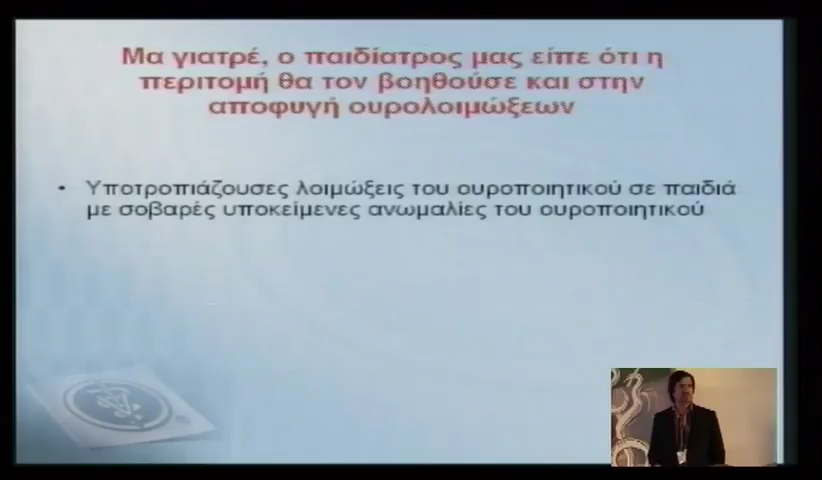 Μα γιατρέ, ο παιδίατρος μας είπε ότι η
περιτομή θα τον βοηθούσε και στην
αποφυγή ουρολοιμώξεων
• Υποτροπιάζουσες λοιμώξεις του ουροποιητικού σε παιδιά
με σοβαρές υποκείμενες ανωμαλίες του ουροποιητικού